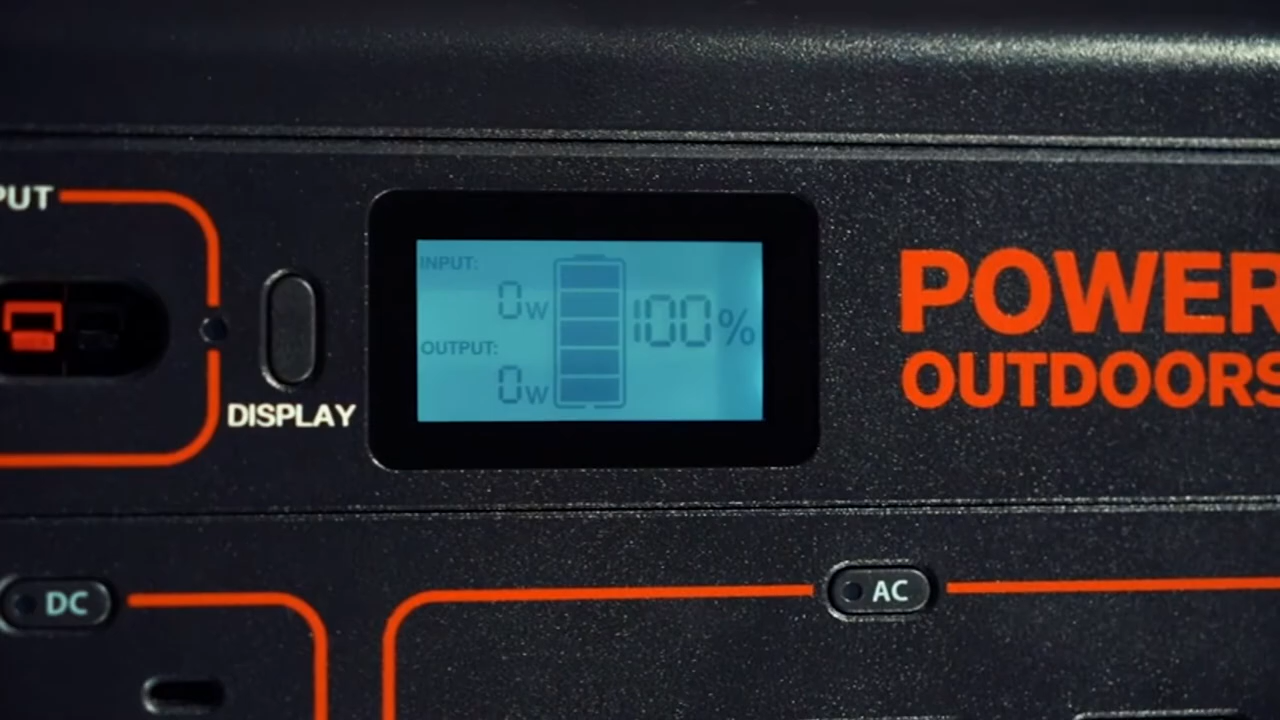 PUT
DISPLAY
INPUT:
0w
OUTPUT:
0w
100%
POWER
OUTDOORS
DC
AC